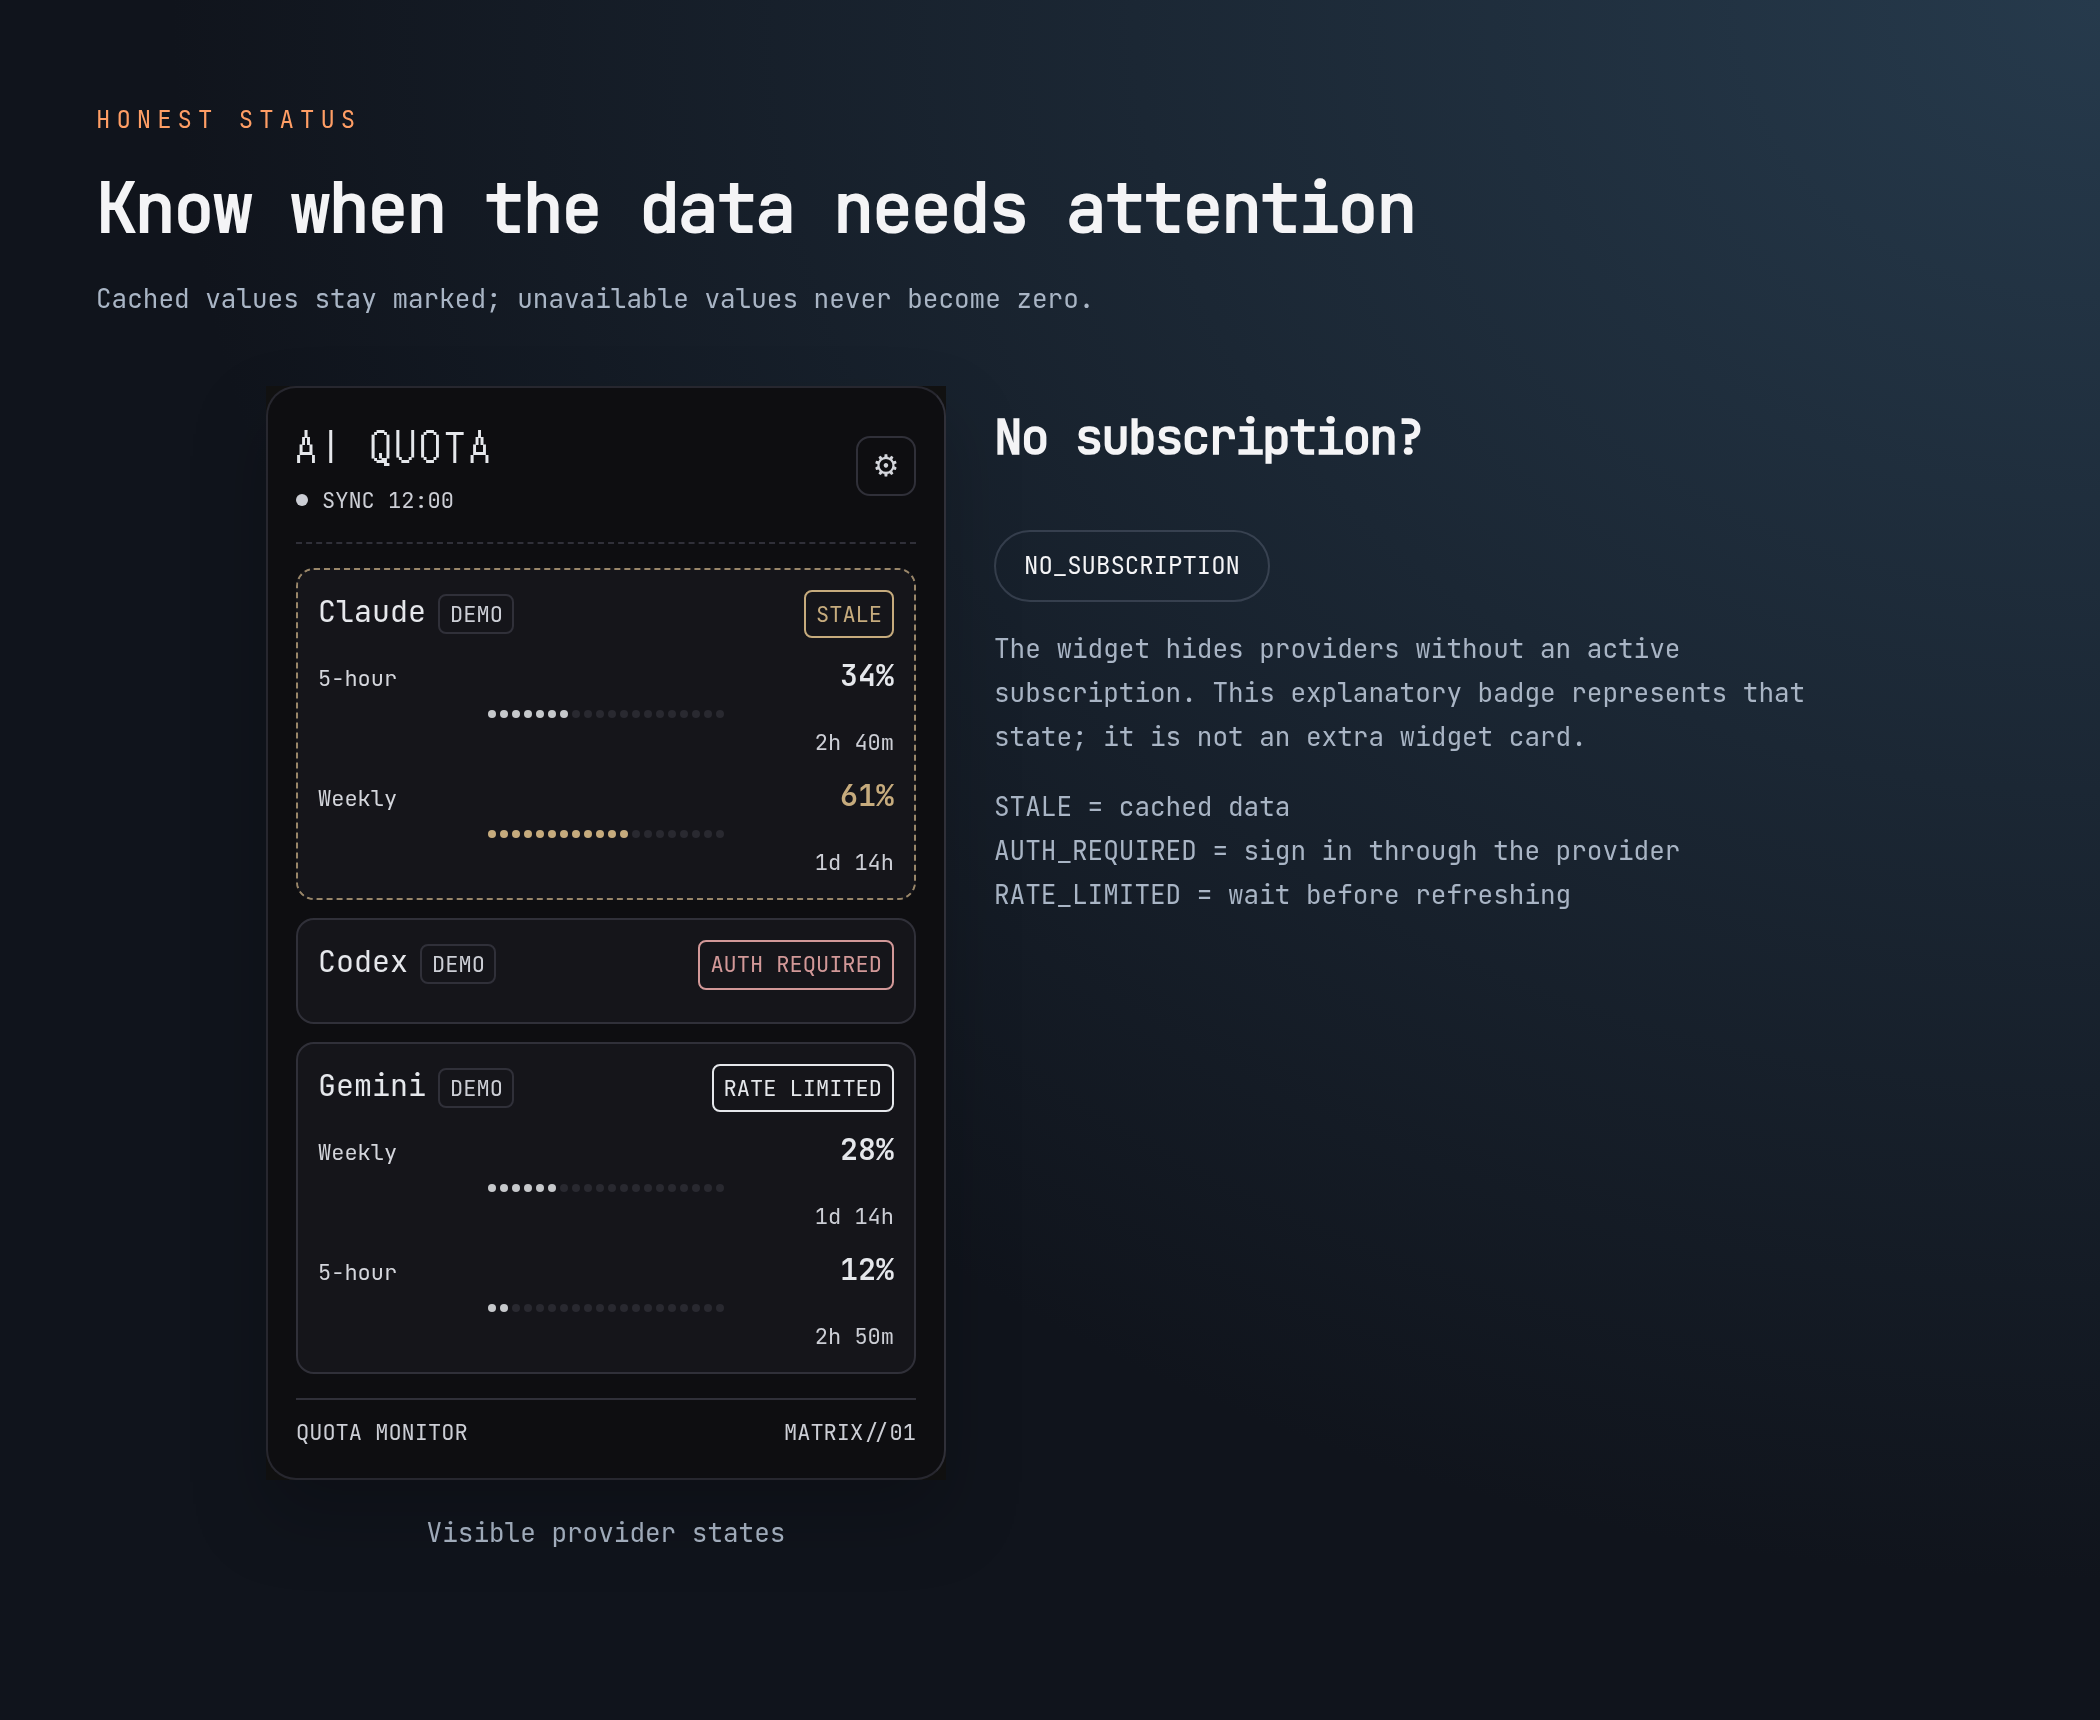 HONEST STATUS
Know when the data needs attention
Cached values stay marked; unavailable values never become zero.
AI QUOTA
SYNC 12:00
Claude DEMO STALE
5-hour 34%
2h 40m
Weekly 61%
1d 14h
Codex DEMO AUTH REQUIRED
Gemini DEMO RATE LIMITED
Weekly 28%
1d 14h
5-hour 12%
2h 50m
QUOTA MONITOR MATRIX//01
Visible provider states
No subscription?
NO_SUBSCRIPTION
The widget hides providers without an active
subscription. This explanatory badge represents that
state; it is not an extra widget card.
STALE = cached data
AUTH_REQUIRED = sign in through the provider
RATE_LIMITED = wait before refreshing